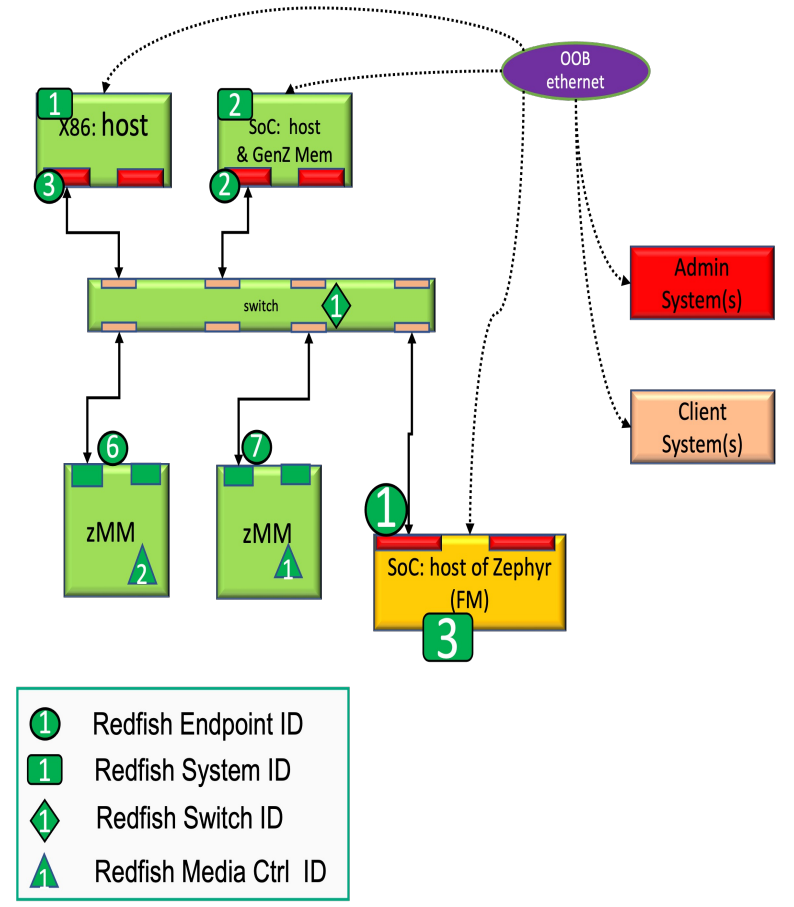 OOB
ethernet
1
X86: host
3
2
SoC: host
& GenZ Mem
2
Admin
System(s)
switch
1
Client
System(s)
6
zMM
2
7
zMM
1
1
SoC: host of Zephyr
(FM)
3
1 Redfish Endpoint ID
1 Redfish System ID
1 Redfish Switch ID
1 Redfish Media Ctrl ID